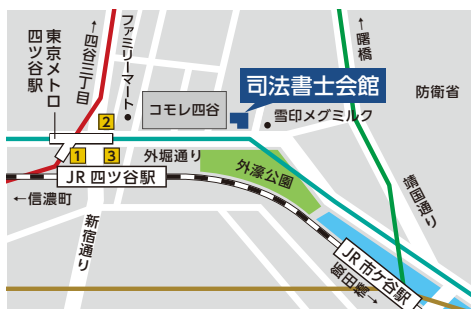 東京メトロ
四ツ谷駅
←四谷三丁目
ファミリーマート
コモレ四谷
司法書士会館
雪印メグミルク
←曙橋
防衛省
2
1
3
外堀通り
外濠公園
JR 四ツ谷駅
←信濃町
新宿通り
靖国通り
JR 市ケ谷駅
飯田橋→